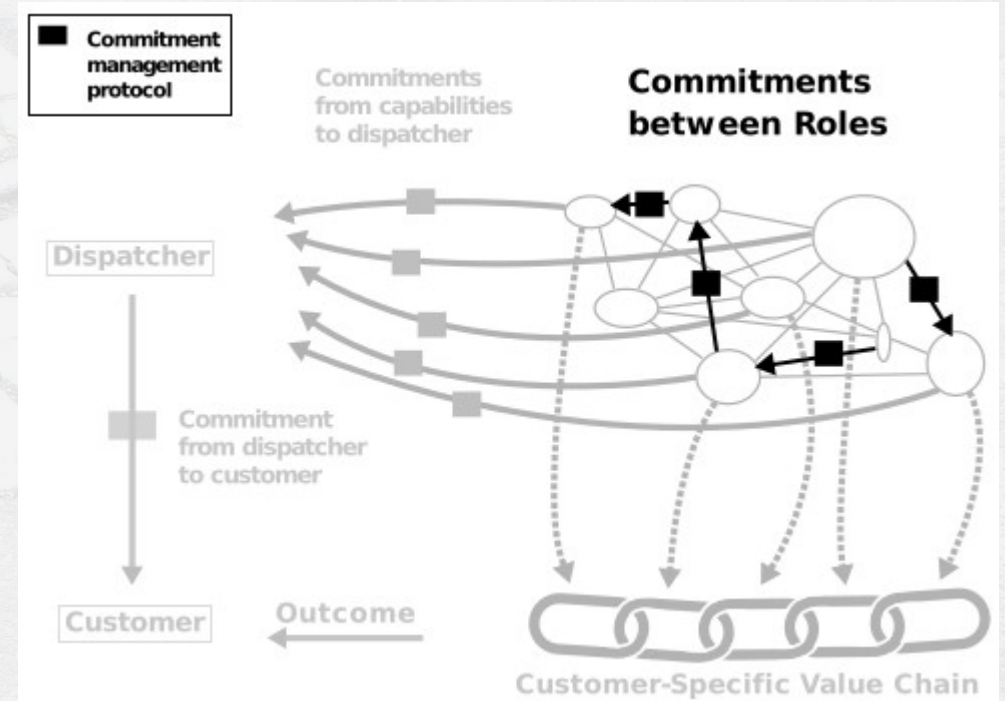 Commitment
management
protocol
Commitments
from capabilities
to dispatcher
Commitments
between Roles
Dispatcher
Commitment
from dispatcher
to customer
Customer
Outcome
Customer-Specific Value Chain